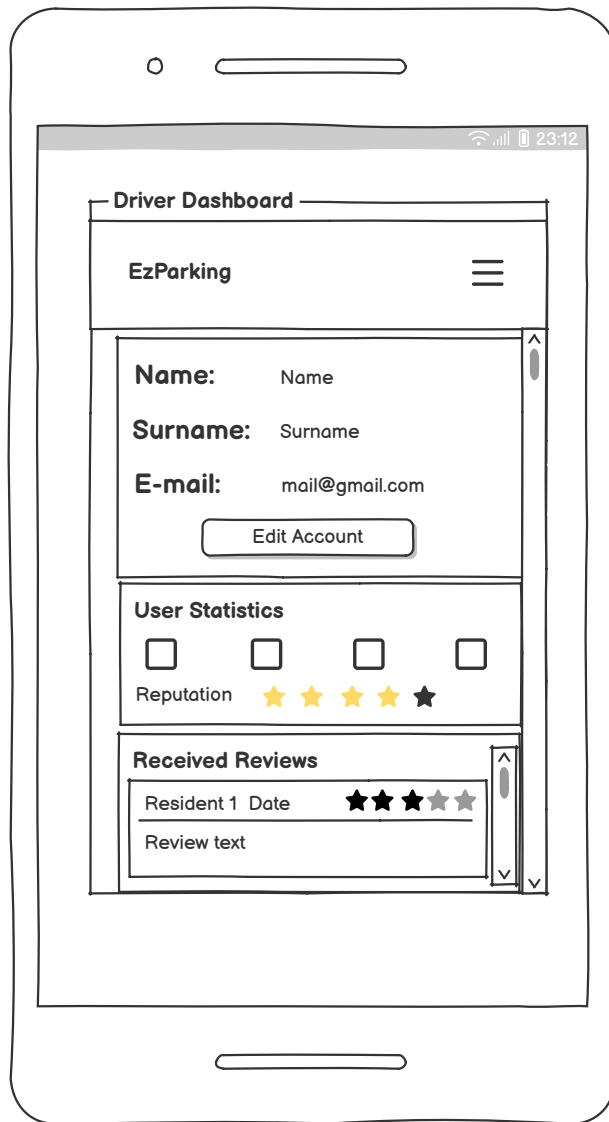 23:12
Driver Dashboard
EzParking
Name: Name
Surname: Surname
E-mail: mail@gmail.com
Edit Account
User Statistics
Reputation
Received Reviews
Resident 1 Date
Review text